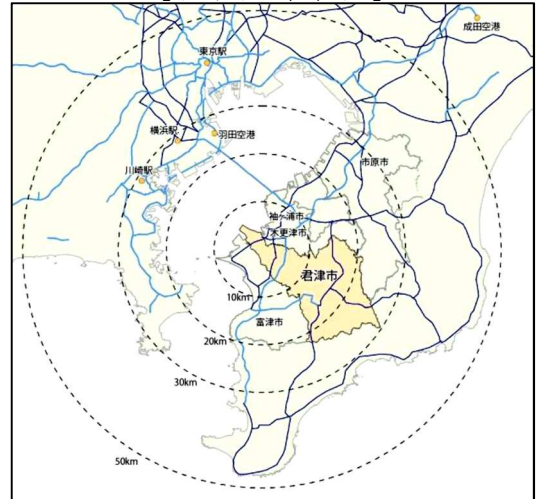 成田空港
東京駅
横浜駅
羽田空港
川崎駅
市原市
袖ヶ浦市
木更津市
君津市
10km
富津市
20km
30km
50km